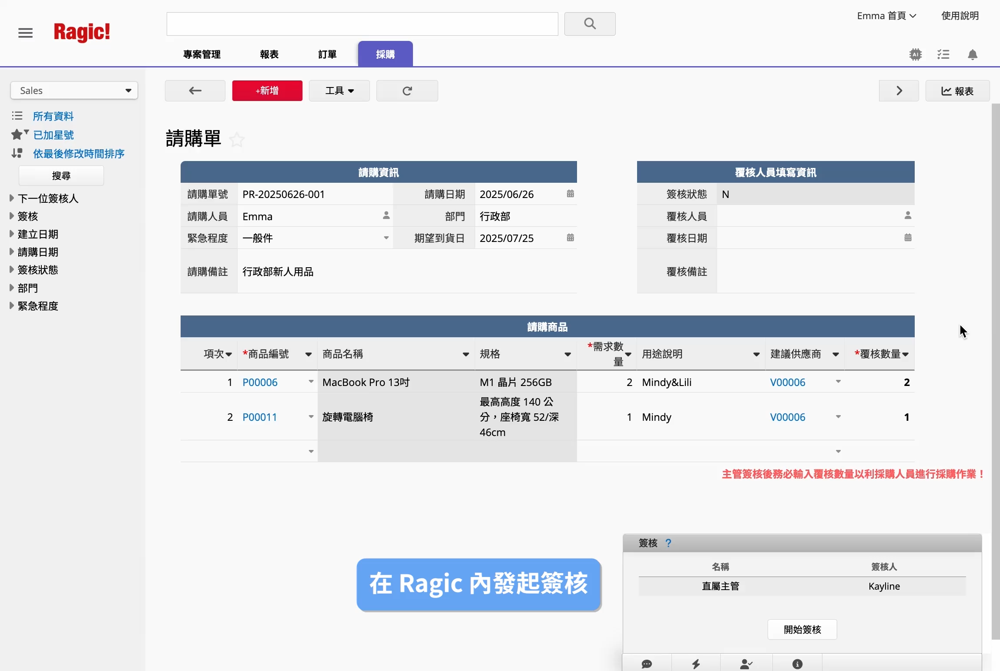 Ragic!
Emma 首頁
使用說明
專案管理
報表
訂單
採購
AI
Sales
+新增
工具
報表
所有資料
已加星號
依最後修改時間排序
搜尋
下一位簽核人
簽核
建立日期
請購日期
簽核狀態
部門
緊急程度
請購單
請購資訊
請購單號 PR-20250626-001 請購日期 2025/06/26
請購人員 Emma 部門 行政部
緊急程度 一般件 期望到貨日 2025/07/25
請購備註 行政部新人用品
覆核人員填寫資訊
簽核狀態 N
覆核人員
覆核日期
覆核備註
請購商品
項次 *商品編號 商品名稱 規格 *需求數量 用途說明 建議供應商 *覆核數量
1 P00006 MacBook Pro 13吋 M1 晶片 256GB 2 Mindy&Lili V00006 2
2 P00011 旋轉電腦椅 最高高度 140 公分，座椅寬 52/深 46cm 1 Mindy V00006 1
主管簽核後務必輸入覆核數量以利採購人員進行採購作業！
在 Ragic 內發起簽核
簽核 ?
名稱 簽核人
直屬主管 Kayline
開始簽核